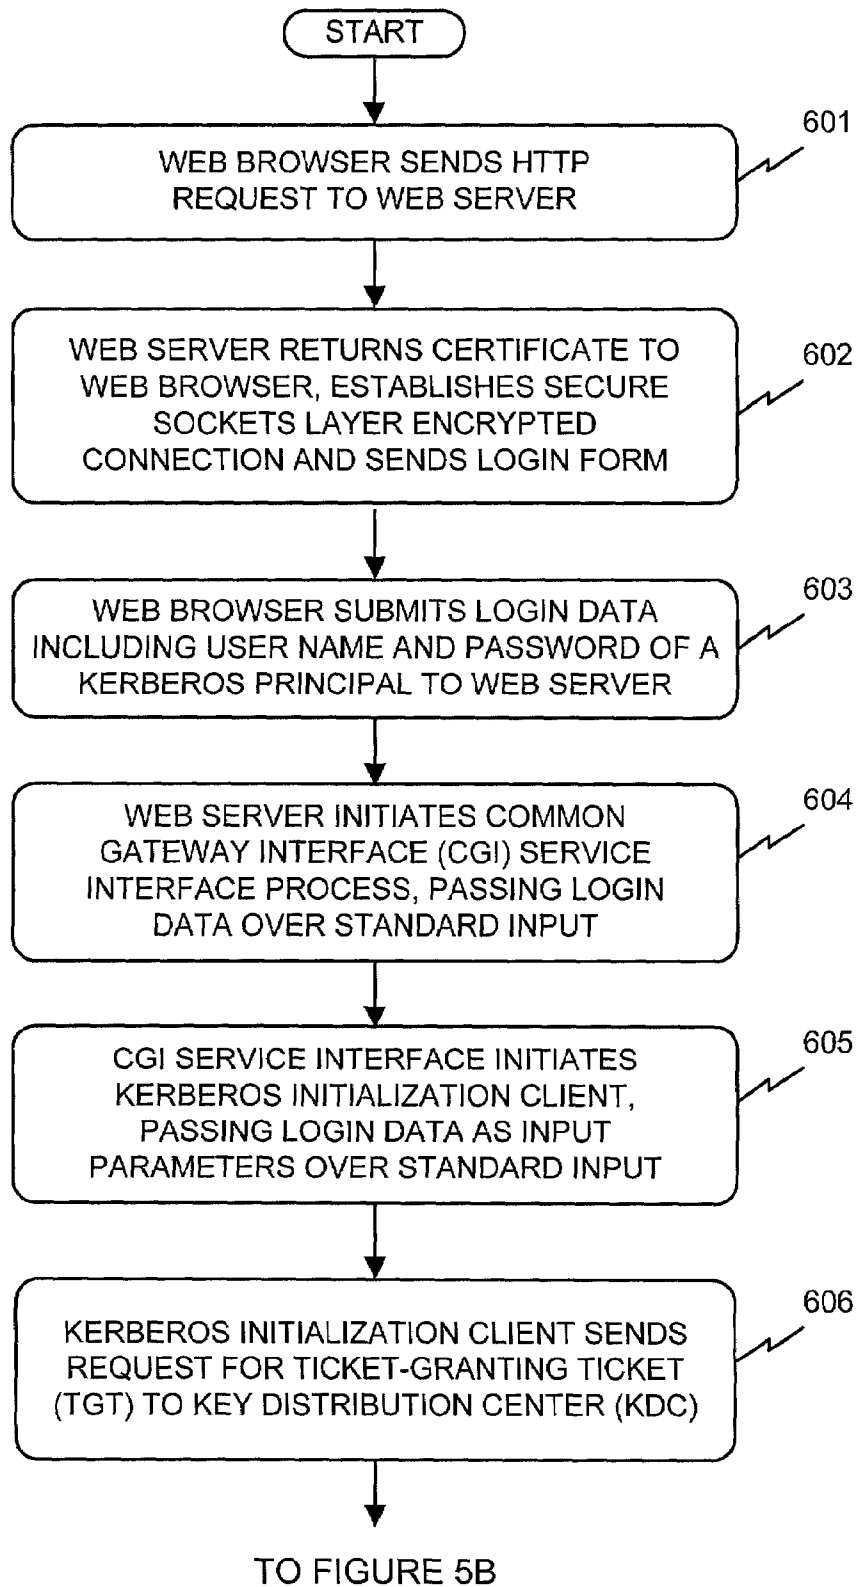 START
601
WEB BROWSER SENDS HTTP
REQUEST TO WEB SERVER
602
WEB SERVER RETURNS CERTIFICATE TO
WEB BROWSER, ESTABLISHES SECURE
SOCKETS LAYER ENCRYPTED
CONNECTION AND SENDS LOGIN FORM
603
WEB BROWSER SUBMITS LOGIN DATA
INCLUDING USER NAME AND PASSWORD OF A
KERBEROS PRINCIPAL TO WEB SERVER
604
WEB SERVER INITIATES COMMON
GATEWAY INTERFACE (CGI) SERVICE
INTERFACE PROCESS, PASSING LOGIN
DATA OVER STANDARD INPUT
605
CGI SERVICE INTERFACE INITIATES
KERBEROS INITIALIZATION CLIENT,
PASSING LOGIN DATA AS INPUT
PARAMETERS OVER STANDARD INPUT
606
KERBEROS INITIALIZATION CLIENT SENDS
REQUEST FOR TICKET-GRANTING TICKET
(TGT) TO KEY DISTRIBUTION CENTER (KDC)
TO FIGURE 5B